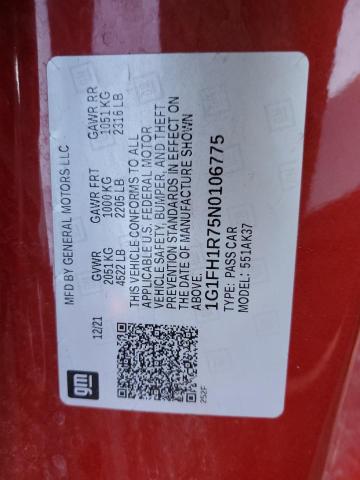 MFD BY GENERAL MOTORS LLC
GVWR GAWR FRT GAWR RR
2051 KG 1000 KG 1051 KG
4522 LB 2205 LB 2316 LB
12/21
THIS VEHICLE CONFORMS TO ALL
APPLICABLE U.S. FEDERAL MOTOR
VEHICLE SAFETY, BUMPER, AND THEFT
PREVENTION STANDARDS IN EFFECT ON
THE DATE OF MANUFACTURE SHOWN
ABOVE.
1G1FH1R75N0106775
TYPE: PASS CAR
MODEL: 551AK37
gm
252F